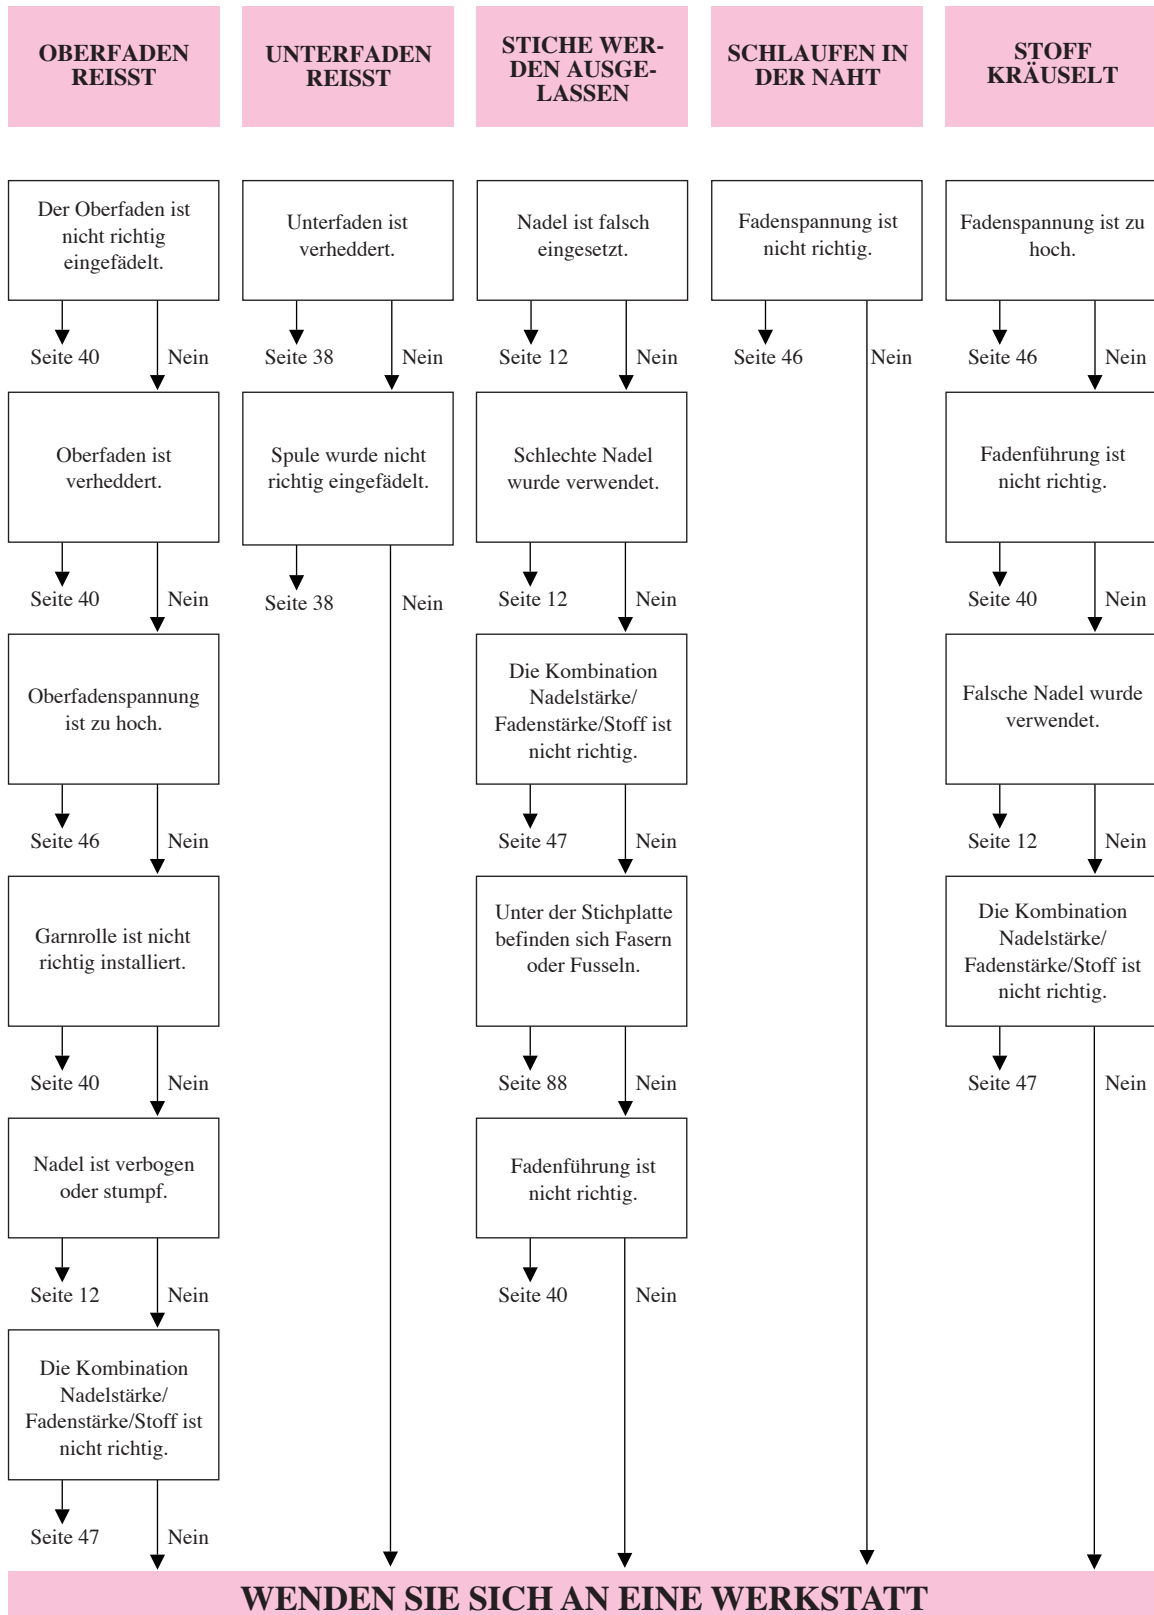 OBERFADEN
REISST
Der Oberfaden ist
nicht richtig
eingefädelt.
Seite 40
Nein
Oberfaden ist
verheddert.
Seite 40
Nein
Oberfadenspannung
ist zu hoch.
Seite 46
Nein
Garnrolle ist nicht
richtig installiert.
Seite 40
Nein
Nadel ist verbogen
oder stumpf.
Seite 12
Nein
Die Kombination
Nadelstärke/
Fadenstärke/Stoff ist
nicht richtig.
Seite 47
Nein
UNTERFADEN
REISST
Unterfaden ist
verheddert.
Seite 38
Nein
Spule wurde nicht
richtig eingefädelt.
Seite 38
Nein
STICHE WER-
DEN AUSGE-
LASSEN
Nadel ist falsch
eingesetzt.
Seite 12
Nein
Schlechte Nadel
wurde verwendet.
Seite 12
Nein
Die Kombination
Nadelstärke/
Fadenstärke/Stoff ist
nicht richtig.
Seite 47
Nein
Unter der Stichplatte
befinden sich Fasern
oder Fusseln.
Seite 88
Nein
Fadenführung ist
nicht richtig.
Seite 40
Nein
SCHLAUFEN IN
DER NAHT
Fadenspannung ist
nicht richtig.
Seite 46
Nein
STOFF
KRÄUSELT
Fadenspannung ist zu
hoch.
Seite 46
Nein
Fadenführung ist
nicht richtig.
Seite 40
Nein
Falsche Nadel wurde
verwendet.
Seite 12
Nein
Die Kombination
Nadelstärke/
Fadenstärke/Stoff ist
nicht richtig.
Seite 47
Nein
WENDEN SIE SICH AN EINE WERKSTATT